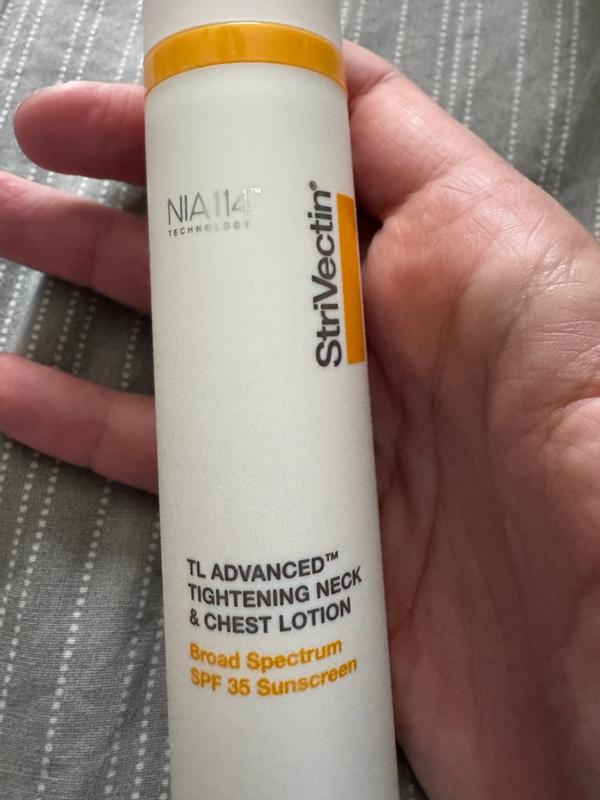 NIA114™
TECHNOLOGY
StriVectin®
TL ADVANCED™
TIGHTENING NECK
& CHEST LOTION
Broad Spectrum
SPF 35 Sunscreen